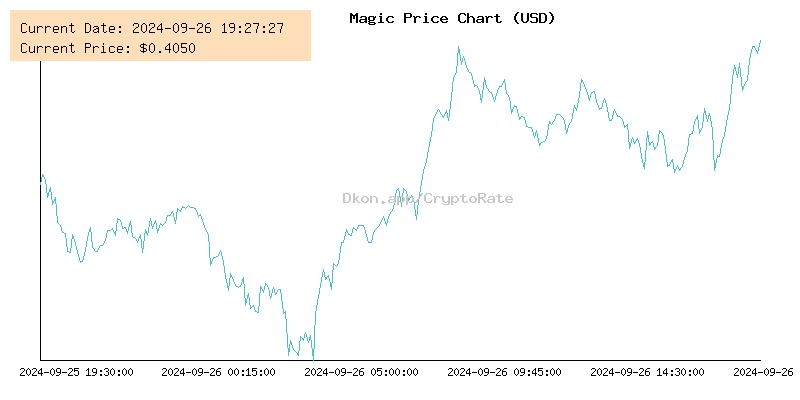 Magic Price Chart (USD)
Current Date: 2024-09-26 19:27:27
Current Price: $0.4050
Dkon.app/CryptoRate
2024-09-25 19:30:00 2024-09-26 00:15:00 2024-09-26 05:00:00 2024-09-26 09:45:00 2024-09-26 14:30:00 2024-09-26